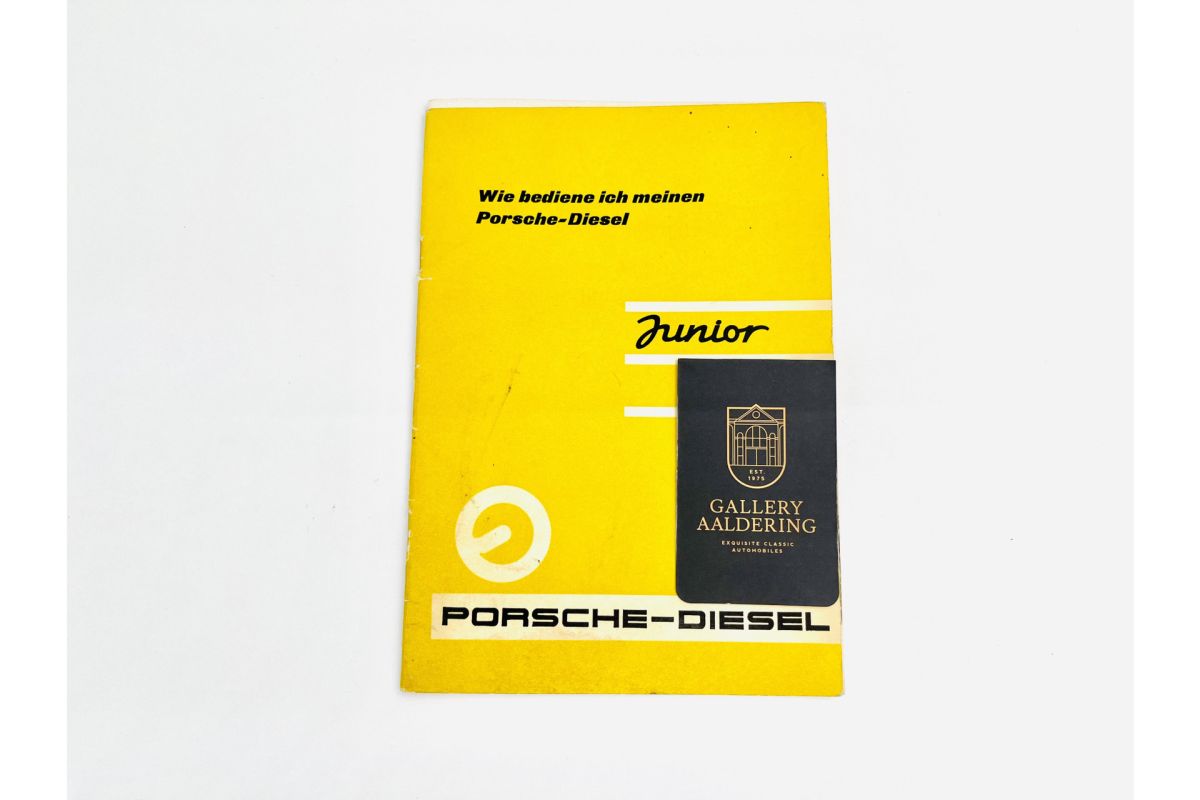 Wie bediene ich meinen
Porsche-Diesel
Junior
EST.
1975
GALLERY
AALDERING
EXQUISITE CLASSIC
AUTOMOBILES
PORSCHE-DIESEL